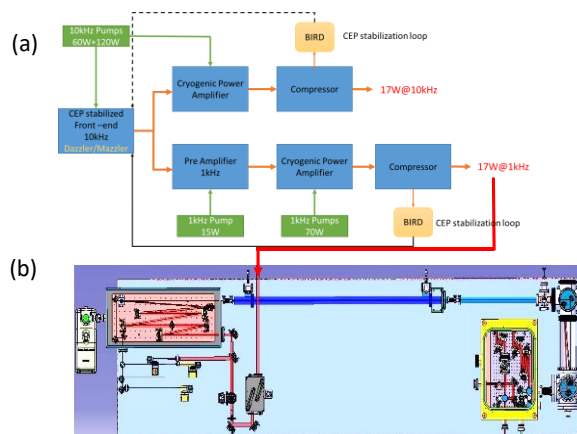 (a)
10kHz Pumps
60W+120W
BIRD
CEP stabilization loop
Cryogenic Power
Amplifier
Compressor
17W@10kHz
CEP stabilized
Front –end
10kHz
Dazzler/Mazzler
Pre Amplifier
1kHz
Cryogenic Power
Amplifier
Compressor
17W@1kHz
1kHz Pump
15W
1kHz Pumps
70W
BIRD
CEP stabilization loop
(b)